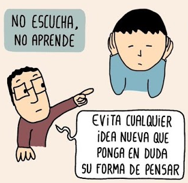 NO ESCUCHA,
NO APRENDE
EVITA CUALQUIER
IDEA NUEVA QUE
PONGA EN DUDA
SU FORMA DE PENSAR